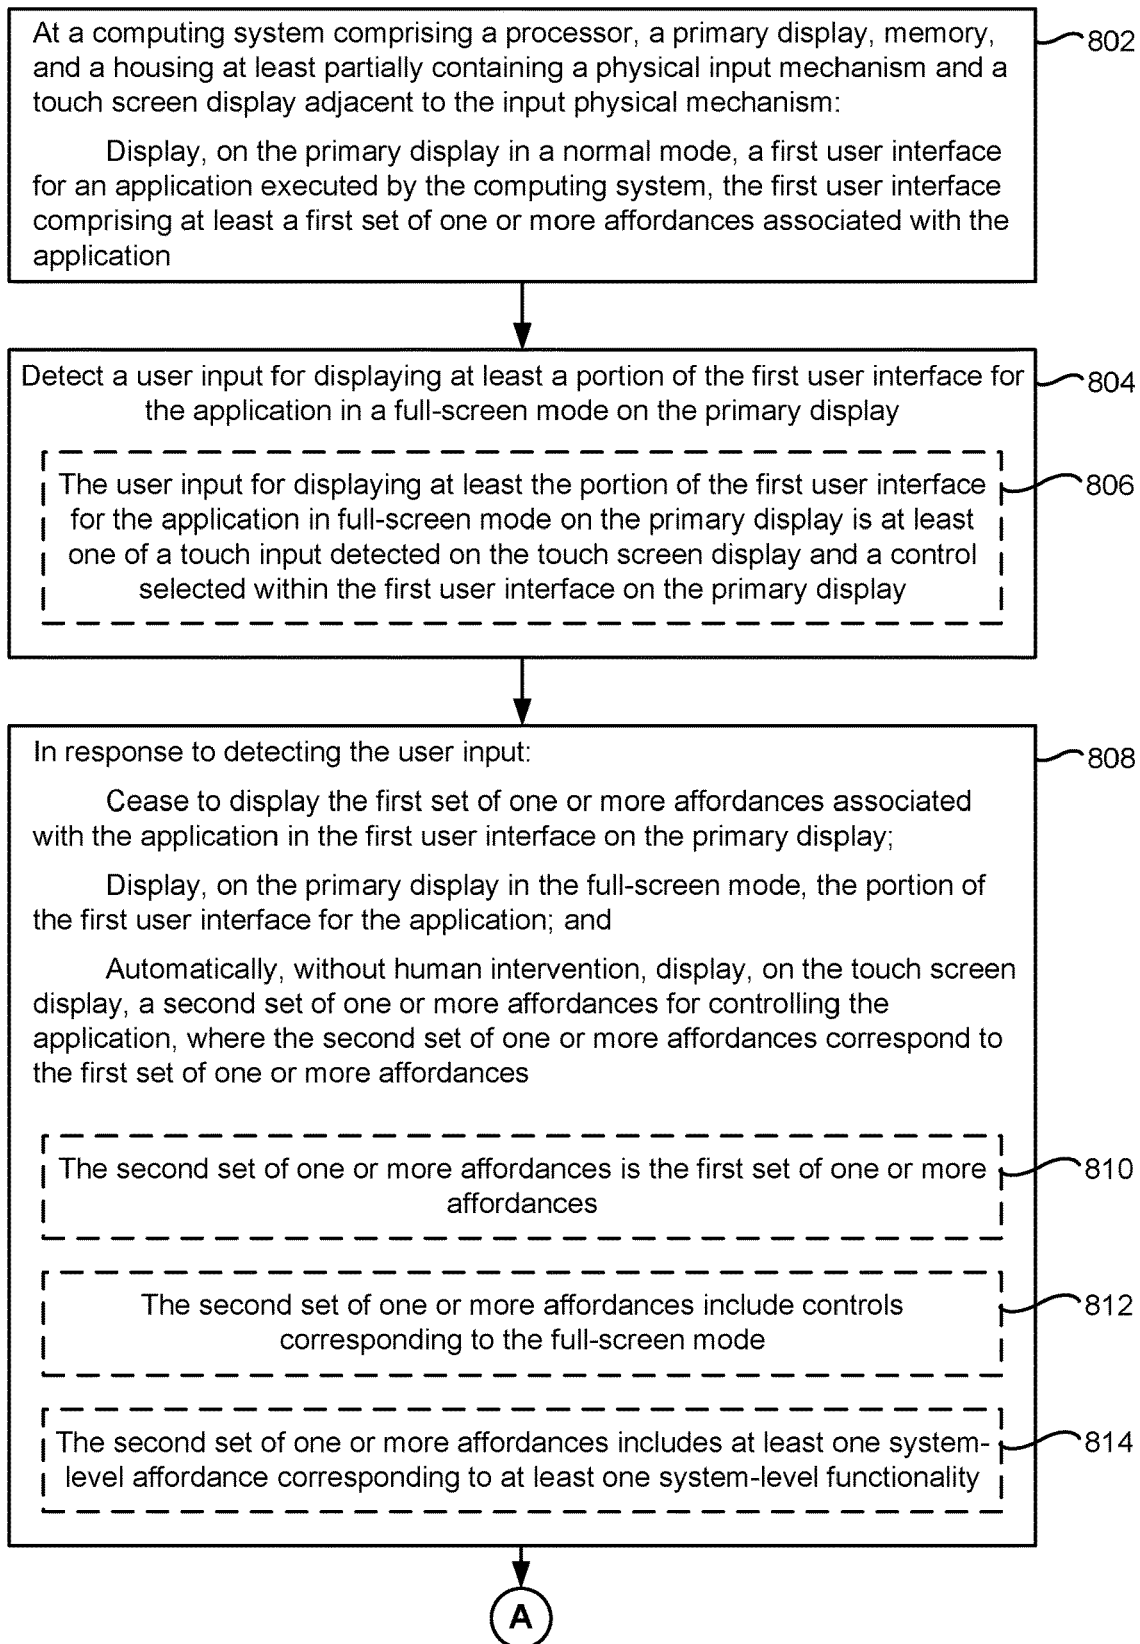 At a computing system comprising a processor, a primary display, memory,
and a housing at least partially containing a physical input mechanism and a
touch screen display adjacent to the input physical mechanism:
Display, on the primary display in a normal mode, a first user interface
for an application executed by the computing system, the first user interface
comprising at least a first set of one or more affordances associated with the
application
802
Detect a user input for displaying at least a portion of the first user interface for
the application in a full-screen mode on the primary display
804
The user input for displaying at least the portion of the first user interface
for the application in full-screen mode on the primary display is at least
one of a touch input detected on the touch screen display and a control
selected within the first user interface on the primary display
806
In response to detecting the user input:
808
Cease to display the first set of one or more affordances associated
with the application in the first user interface on the primary display;
Display, on the primary display in the full-screen mode, the portion of
the first user interface for the application; and
Automatically, without human intervention, display, on the touch screen
display, a second set of one or more affordances for controlling the
application, where the second set of one or more affordances correspond to
the first set of one or more affordances
The second set of one or more affordances is the first set of one or more
affordances
810
The second set of one or more affordances include controls
corresponding to the full-screen mode
812
The second set of one or more affordances includes at least one system-
level affordance corresponding to at least one system-level functionality
814
A